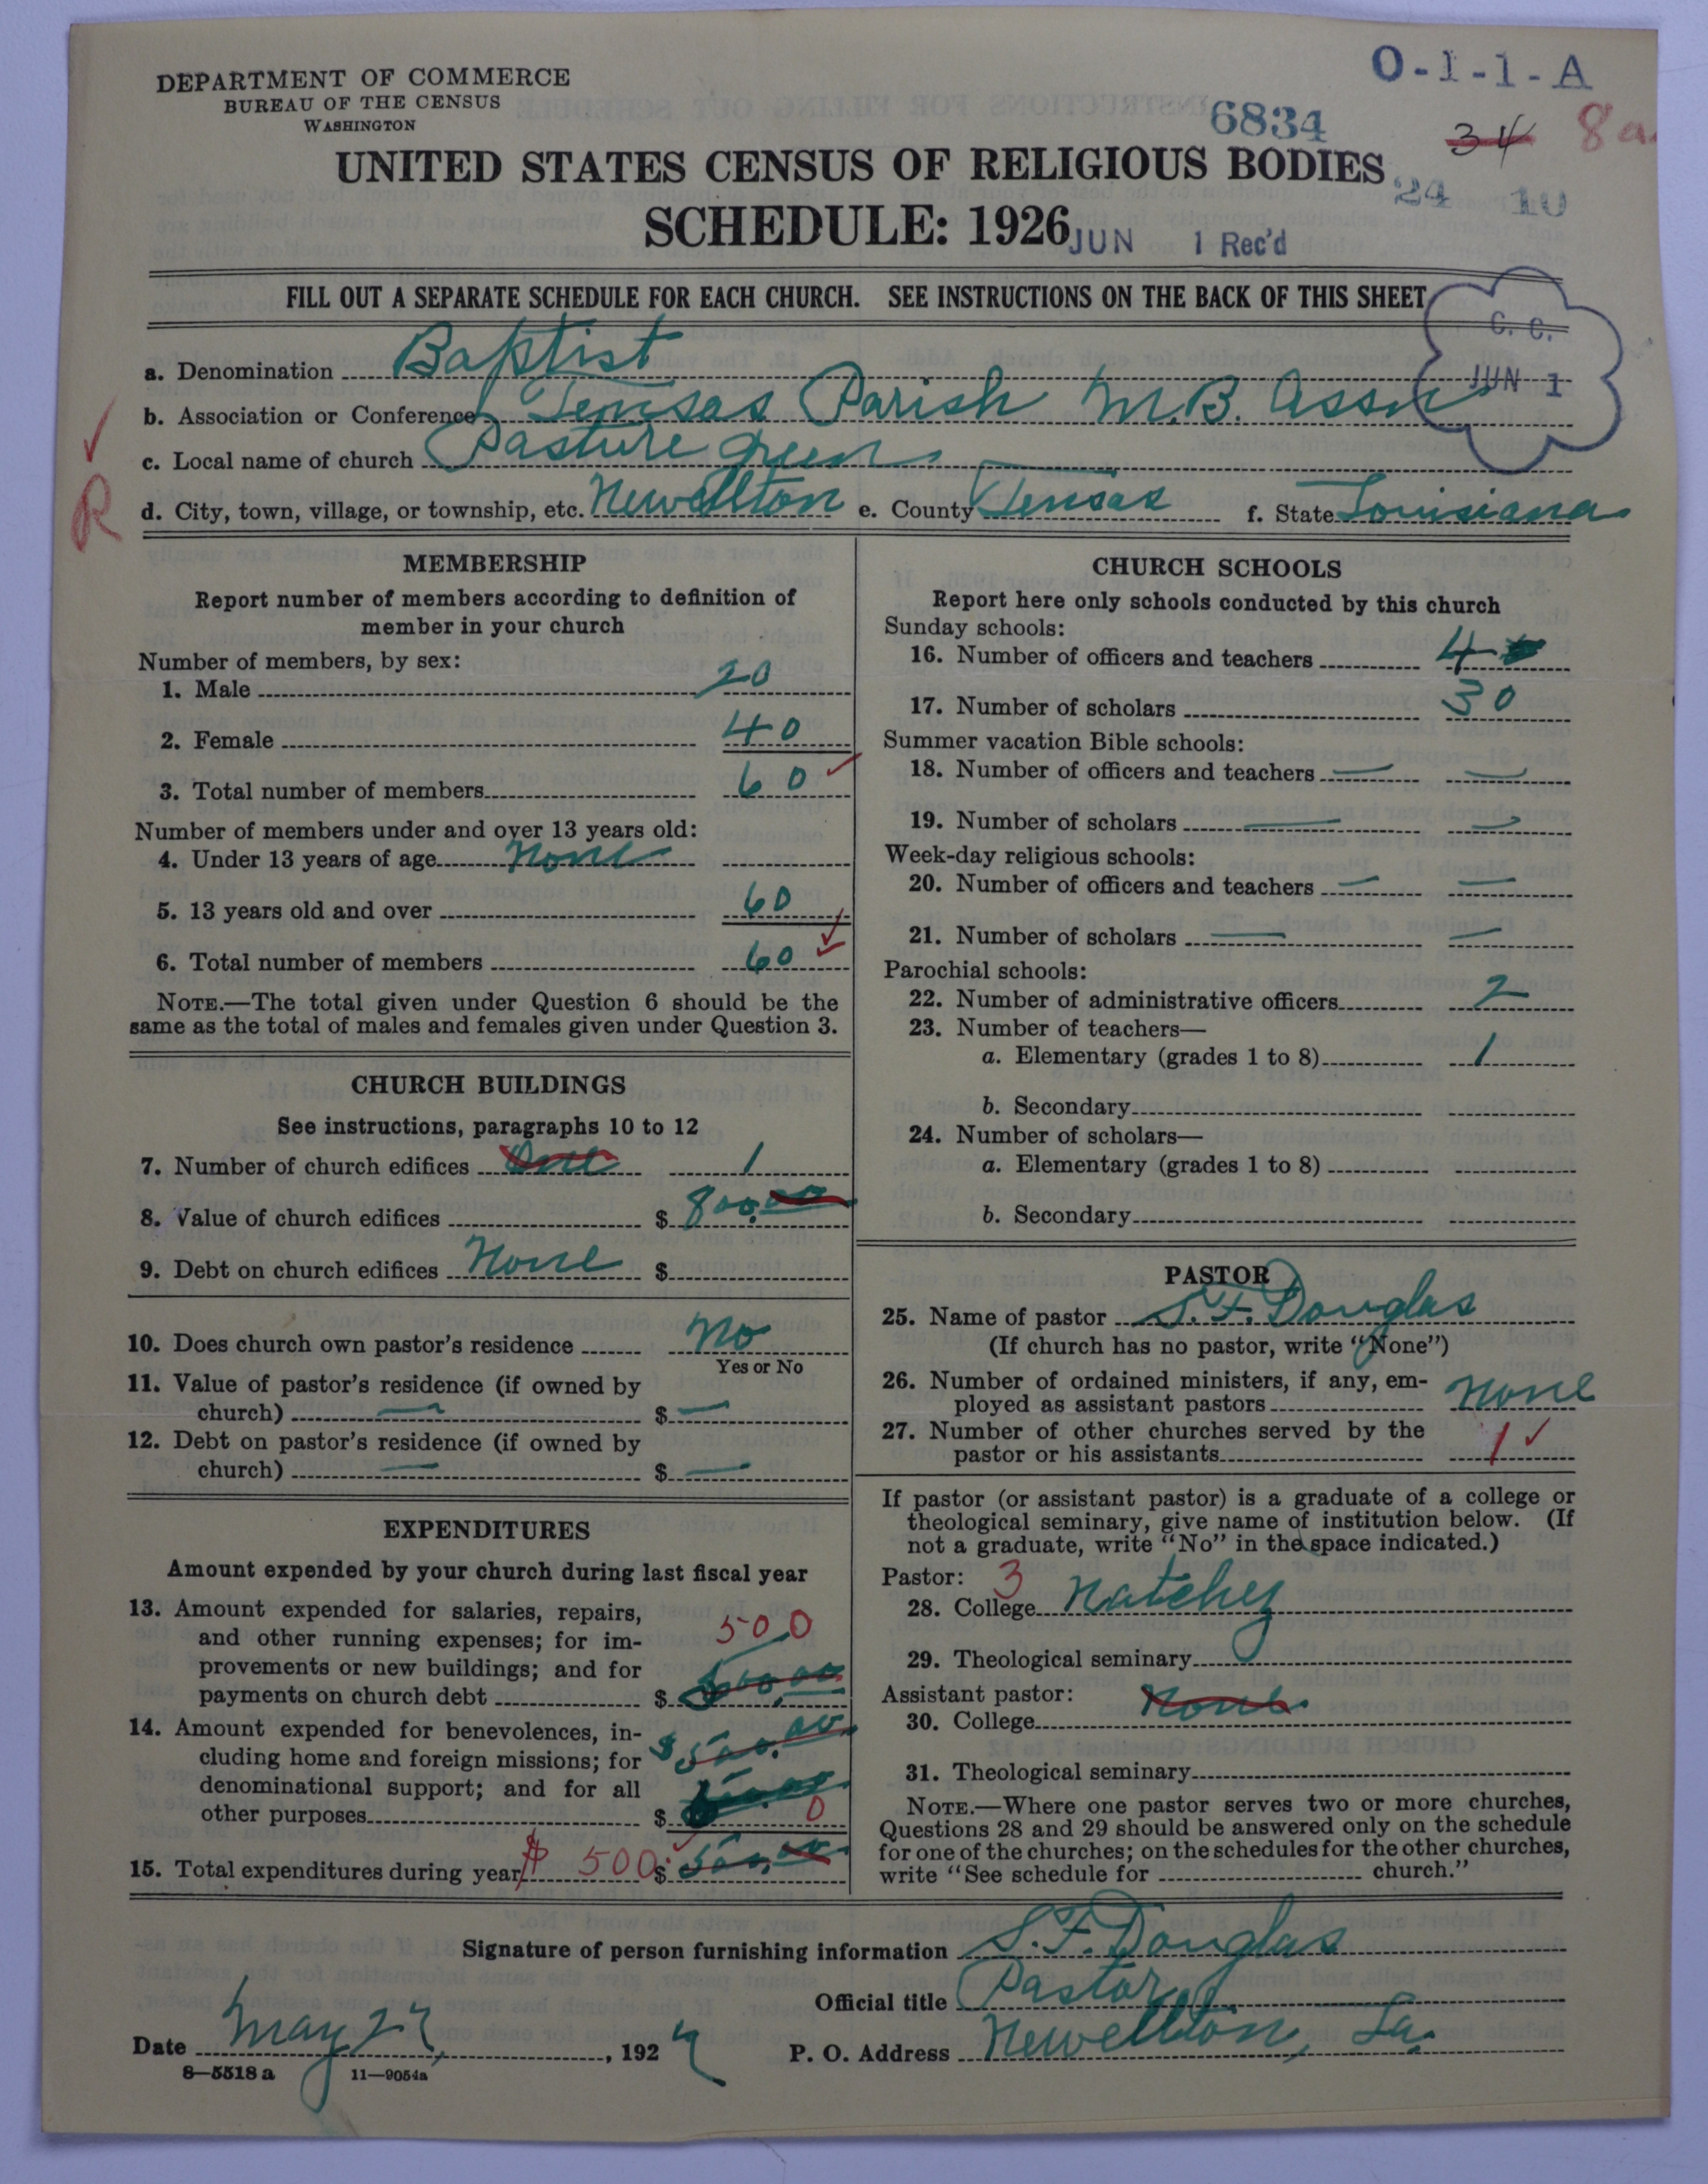 DEPARTMENT OF COMMERCE
BUREAU OF THE CENSUS
WASHINGTON
O-1-1-A
6834
34 8a
UNITED STATES CENSUS OF RELIGIOUS BODIES
24 10
SCHEDULE: 1926
JUN 1 Rec'd
FILL OUT A SEPARATE SCHEDULE FOR EACH CHURCH. SEE INSTRUCTIONS ON THE BACK OF THIS SHEET
C. C.
JUN 1
a. Denomination Baptist
b. Association or Conference Tensas Parish M.B. Assn
c. Local name of church Pasture green
R
d. City, town, village, or township, etc. Newellton e. County Tensas f. State Louisiana
MEMBERSHIP
Report number of members according to definition of
member in your church
Number of members, by sex:
1. Male 20
2. Female 40
3. Total number of members 60
Number of members under and over 13 years old:
4. Under 13 years of age None
5. 13 years old and over 60
6. Total number of members 60
NOTE.—The total given under Question 6 should be the
same as the total of males and females given under Question 3.
CHURCH BUILDINGS
See instructions, paragraphs 10 to 12
7. Number of church edifices One 1
8. Value of church edifices $ 800.00
9. Debt on church edifices None $
10. Does church own pastor's residence No
Yes or No
11. Value of pastor's residence (if owned by
church) — $ —
12. Debt on pastor's residence (if owned by
church) — $ —
EXPENDITURES
Amount expended by your church during last fiscal year
13. Amount expended for salaries, repairs,
and other running expenses; for im-
500
provements or new buildings; and for
payments on church debt $
14. Amount expended for benevolences, in-
cluding home and foreign missions; for $500.00
denominational support; and for all
other purposes $ 0
15. Total expenditures during year $ 500 $ 500.00
CHURCH SCHOOLS
Report here only schools conducted by this church
Sunday schools:
16. Number of officers and teachers 4
17. Number of scholars 30
Summer vacation Bible schools:
18. Number of officers and teachers — —
19. Number of scholars — —
Week-day religious schools:
20. Number of officers and teachers — —
21. Number of scholars — —
Parochial schools:
22. Number of administrative officers 2
23. Number of teachers—
a. Elementary (grades 1 to 8) 1
b. Secondary
24. Number of scholars—
a. Elementary (grades 1 to 8)
b. Secondary
PASTOR
25. Name of pastor S.F. Douglas
(If church has no pastor, write "None")
26. Number of ordained ministers, if any, em-
ployed as assistant pastors None
27. Number of other churches served by the
pastor or his assistants 1
If pastor (or assistant pastor) is a graduate of a college or
theological seminary, give name of institution below. (If
not a graduate, write "No" in the space indicated.)
Pastor: 3
28. College Natchez
29. Theological seminary
Assistant pastor: None
30. College
31. Theological seminary
NOTE.—Where one pastor serves two or more churches,
Questions 28 and 29 should be answered only on the schedule
for one of the churches; on the schedules for the other churches,
write "See schedule for church."
Signature of person furnishing information S.F. Douglas
Official title Pastor
Date May 27, 1927 P. O. Address Newellton, La.
8—5518 a 11—9054a